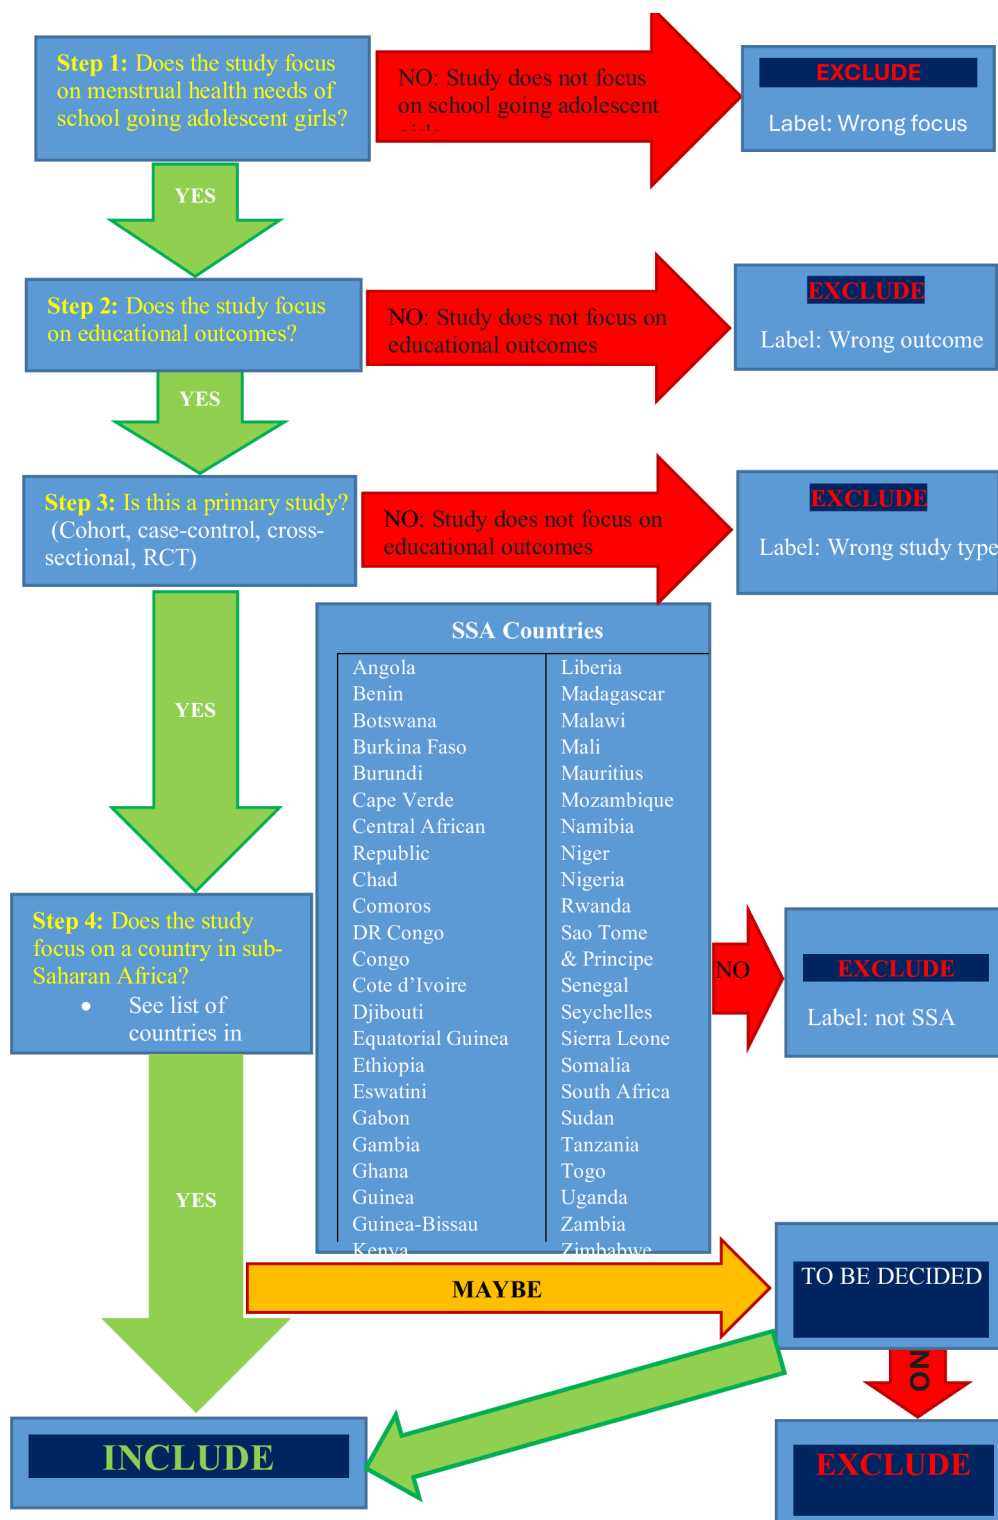 Step 1: Does the study focus
on menstrual health needs of
school going adolescent girls?
NO: Study does not focus
on school going adolescent
EXCLUDE
Label: Wrong focus
YES
Step 2: Does the study focus
on educational outcomes?
NO: Study does not focus on
educational outcomes
EXCLUDE
Label: Wrong outcome
YES
Step 3: Is this a primary study?
(Cohort, case-control, cross-
sectional, RCT)
NO: Study does not focus on
educational outcomes
EXCLUDE
Label: Wrong study type
YES
SSA Countries
Angola
Benin
Botswana
Burkina Faso
Burundi
Cape Verde
Central African
Republic
Chad
Comoros
DR Congo
Congo
Cote d’Ivoire
Djibouti
Equatorial Guinea
Ethiopia
Eswatini
Gabon
Gambia
Ghana
Guinea
Guinea-Bissau
Kenya
Liberia
Madagascar
Malawi
Mali
Mauritius
Mozambique
Namibia
Niger
Nigeria
Rwanda
Sao Tome
& Principe
Senegal
Seychelles
Sierra Leone
Somalia
South Africa
Sudan
Tanzania
Togo
Uganda
Zambia
Zimbabwe
Step 4: Does the study
focus on a country in sub-
Saharan Africa?
• See list of
countries in
NO
EXCLUDE
Label: not SSA
YES
MAYBE
TO BE DECIDED
NO
INCLUDE
EXCLUDE